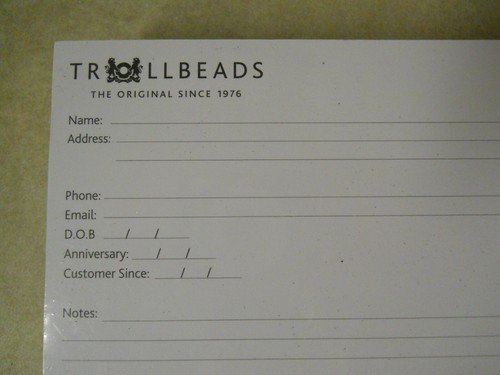 TROLLBEADS
THE ORIGINAL SINCE 1976
Name:
Address:
Phone:
Email:
D.O.B / /
Anniversary: / /
Customer Since: / /
Notes: